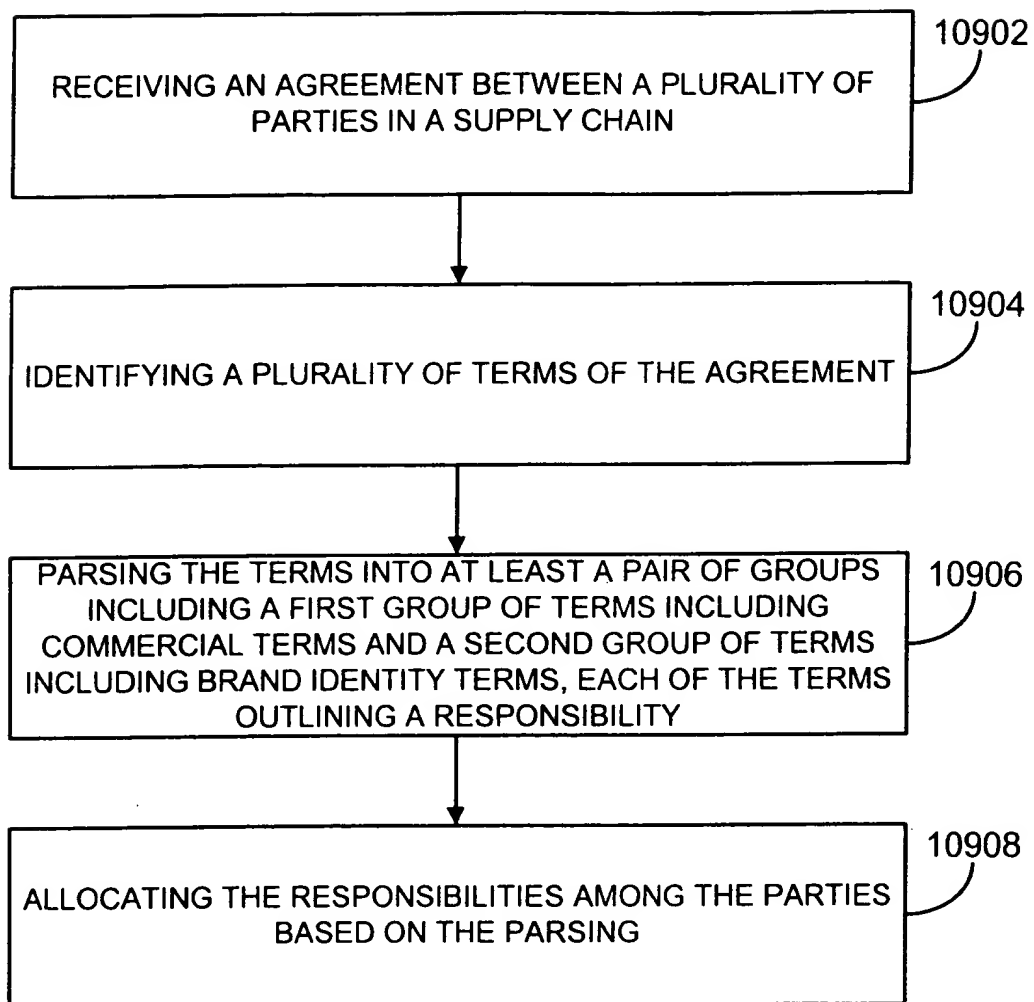 10902
RECEIVING AN AGREEMENT BETWEEN A PLURALITY OF
PARTIES IN A SUPPLY CHAIN
10904
IDENTIFYING A PLURALITY OF TERMS OF THE AGREEMENT
10906
PARSING THE TERMS INTO AT LEAST A PAIR OF GROUPS
INCLUDING A FIRST GROUP OF TERMS INCLUDING
COMMERCIAL TERMS AND A SECOND GROUP OF TERMS
INCLUDING BRAND IDENTITY TERMS, EACH OF THE TERMS
OUTLINING A RESPONSIBILITY
10908
ALLOCATING THE RESPONSIBILITIES AMONG THE PARTIES
BASED ON THE PARSING